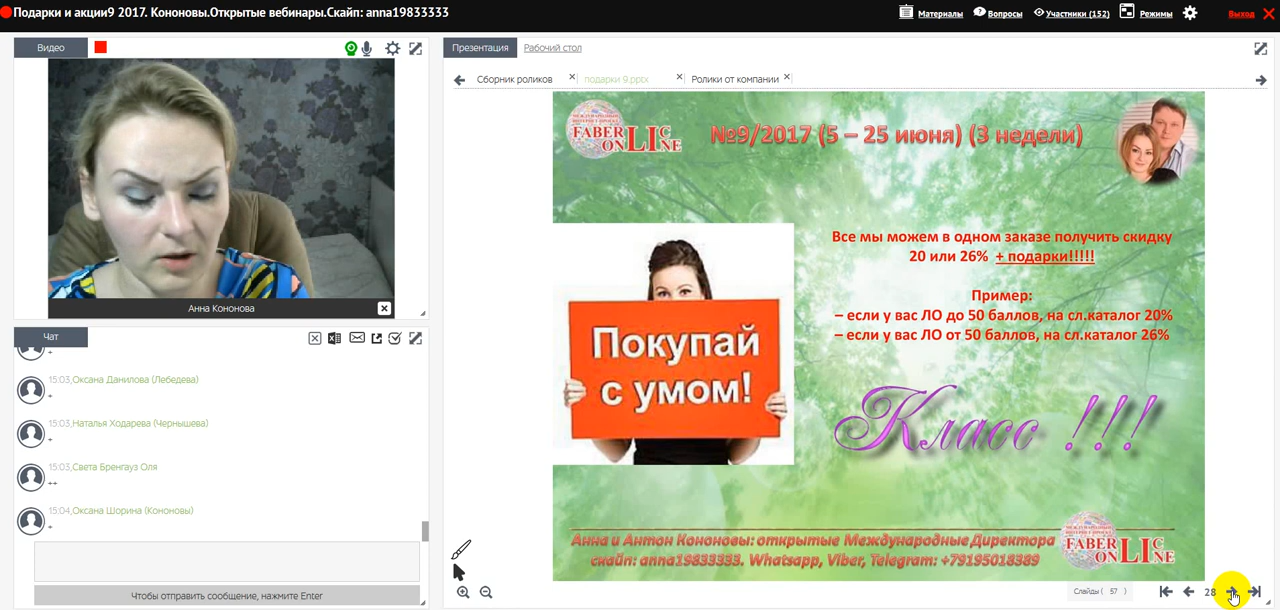 Подарки и акции9 2017. Кононовы.Открытые вебинары.Скайп: anna19833333
Материалы
Вопросы
Участники (152)
Режимы
Выход
Видео
Анна Кононова
Чат
+
15:03,Оксана Данилова (Лебедева)
+
15:03,Наталья Ходарева (Чернышева)
+
15:03,Света Бренгауз Оля
++
15:04,Оксана Шорина (Кононовы)
+
Чтобы отправить сообщение, нажмите Enter
Презентация
Рабочий стол
Сборник роликов
подарки 9.pptx
Ролики от компании
МЕЖДУНАРОДНЫЙ
ИНТЕРНЕТ-ПРОЕКТ
FABERLIC
ONLINE
№9/2017 (5 – 25 июня) (3 недели)
Все мы можем в одном заказе получить скидку
20 или 26% + подарки!!!!!
Пример:
– если у вас ЛО до 50 баллов, на сл.каталог 20%
– если у вас ЛО от 50 баллов, на сл.каталог 26%
Покупай
с умом!
Класс !!!
Анна и Антон Кононовы: открытые Международные Директора
скайп: anna19833333. Whatsapp, Viber, Telegram: +79195018389
FABERLIC
ONLINE
Слайды ( 57 )
28